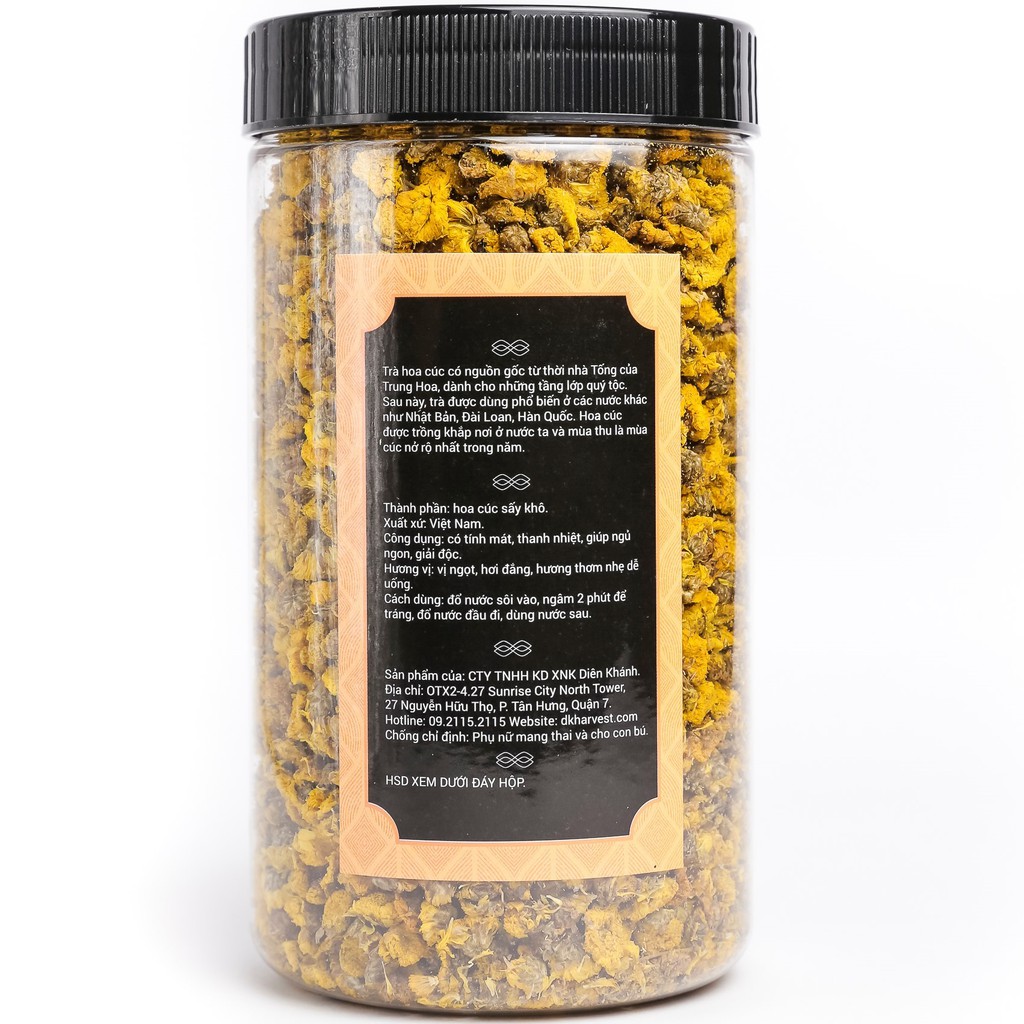 Trà hoa cúc có nguồn gốc từ thời nhà Tống của
Trung Hoa, dành cho những tầng lớp quý tộc.
Sau này, trà được dùng phổ biến ở các nước khác
như Nhật Bản, Đài Loan, Hàn Quốc. Hoa cúc
được trồng khắp nơi ở nước ta và mùa thu là mùa
cúc nở rộ nhất trong năm.
Thành phần: hoa cúc sấy khô.
Xuất xứ: Việt Nam.
Công dụng: có tính mát, thanh nhiệt, giúp ngủ
ngon, giải độc.
Hương vị: vị ngọt, hơi đắng, hương thơm nhẹ dễ
uống.
Cách dùng: đổ nước sôi vào, ngâm 2 phút để
tráng, đổ nước đầu đi, dùng nước sau.
Sản phẩm của: CTY TNHH KD XNK Diên Khánh.
Địa chỉ: OTX2-4.27 Sunrise City North Tower,
27 Nguyễn Hữu Thọ, P. Tân Hưng, Quận 7.
Hotline: 09.2115.2115 Website: dkharvest.com
Chống chỉ định: Phụ nữ mang thai và cho con bú.
HSD XEM DƯỚI ĐÁY HỘP.